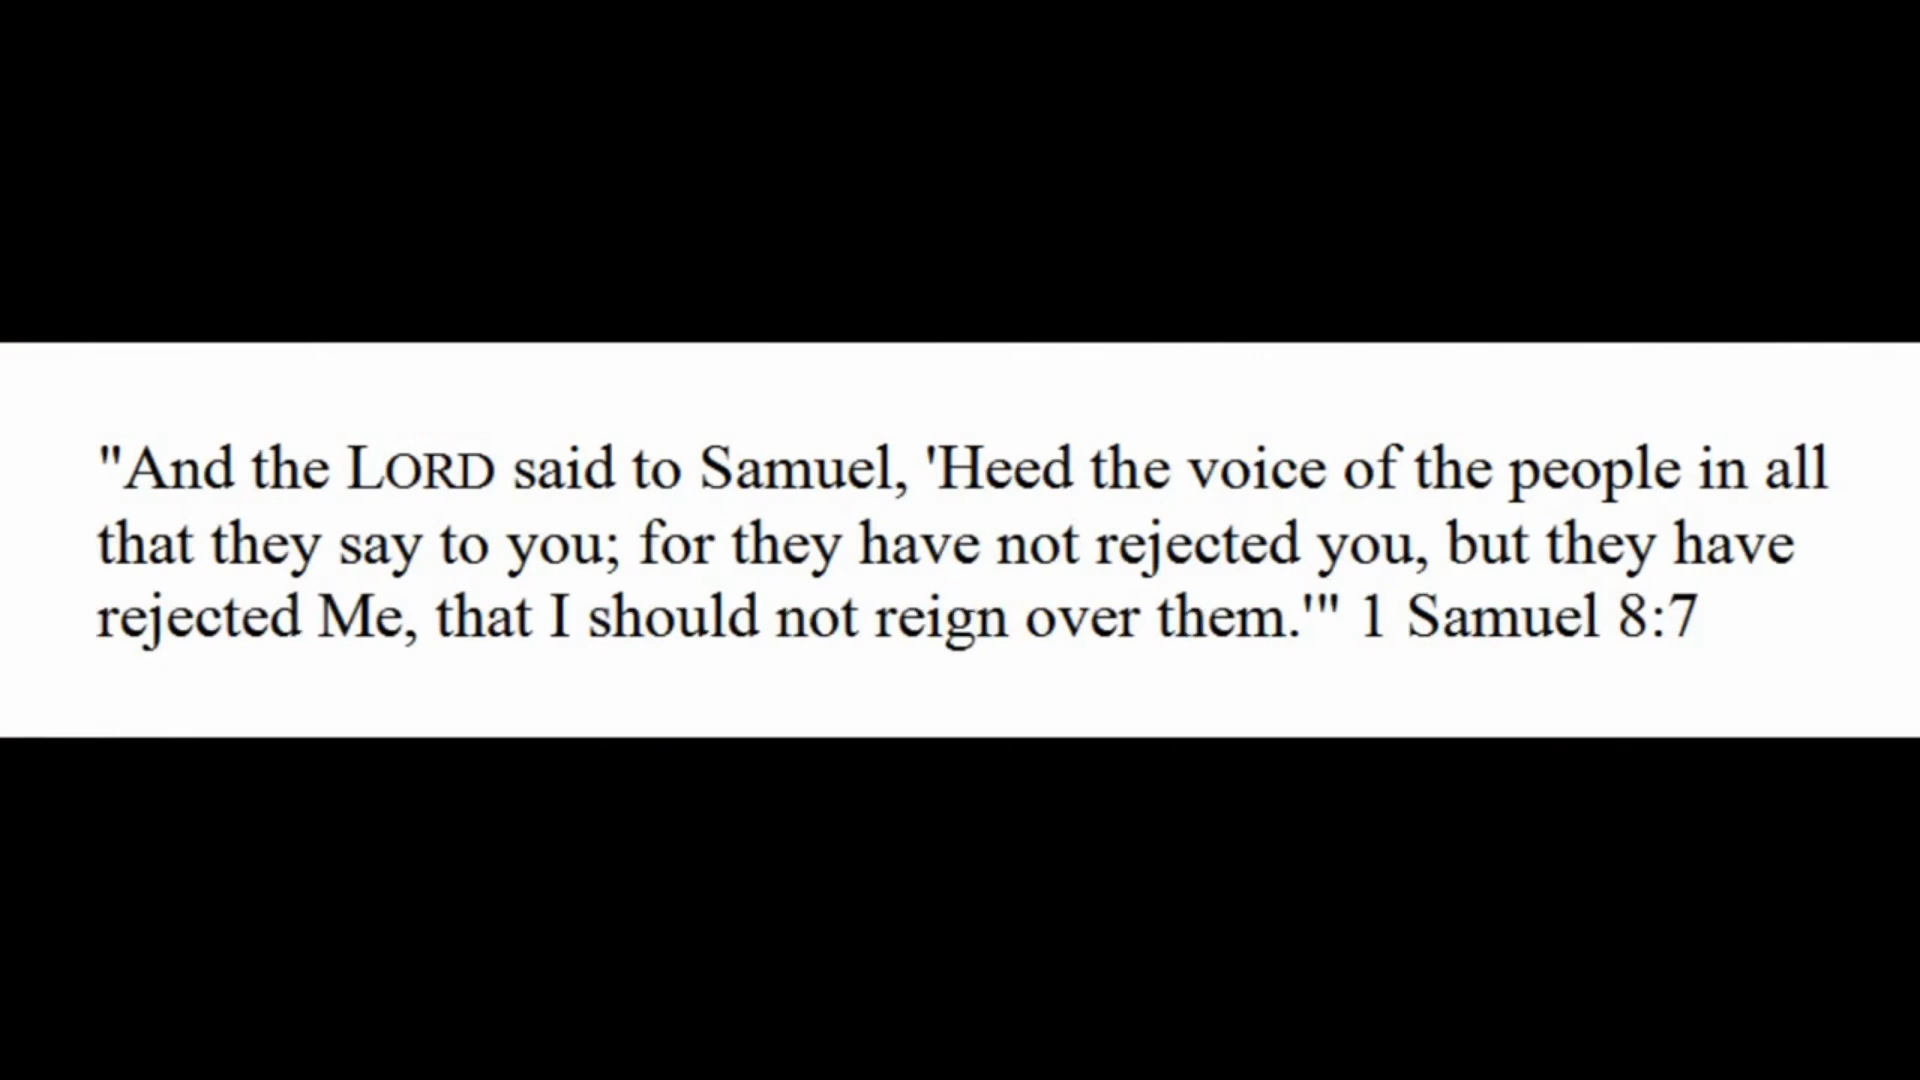 "And the LORD said to Samuel, 'Heed the voice of the people in all
that they say to you; for they have not rejected you, but they have
rejected Me, that I should not reign over them.'" 1 Samuel 8:7